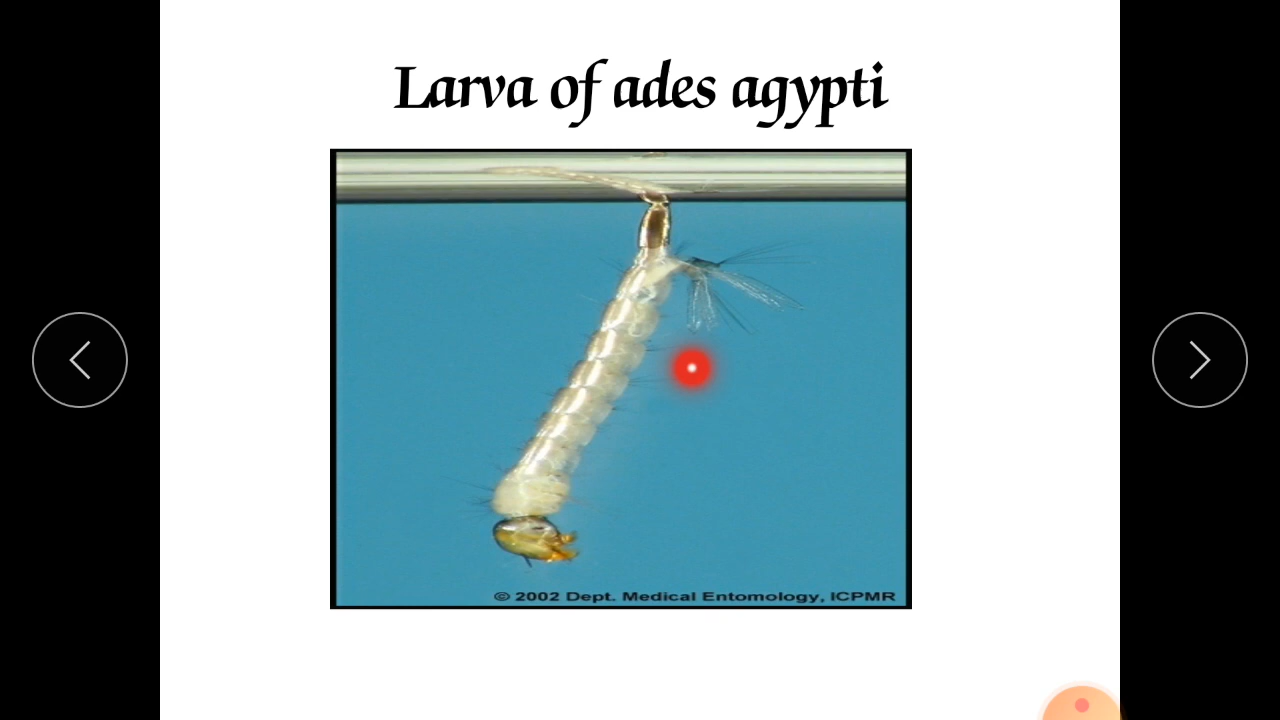 Larva of ades agypti
© 2002 Dept. Medical Entomology, ICPMR